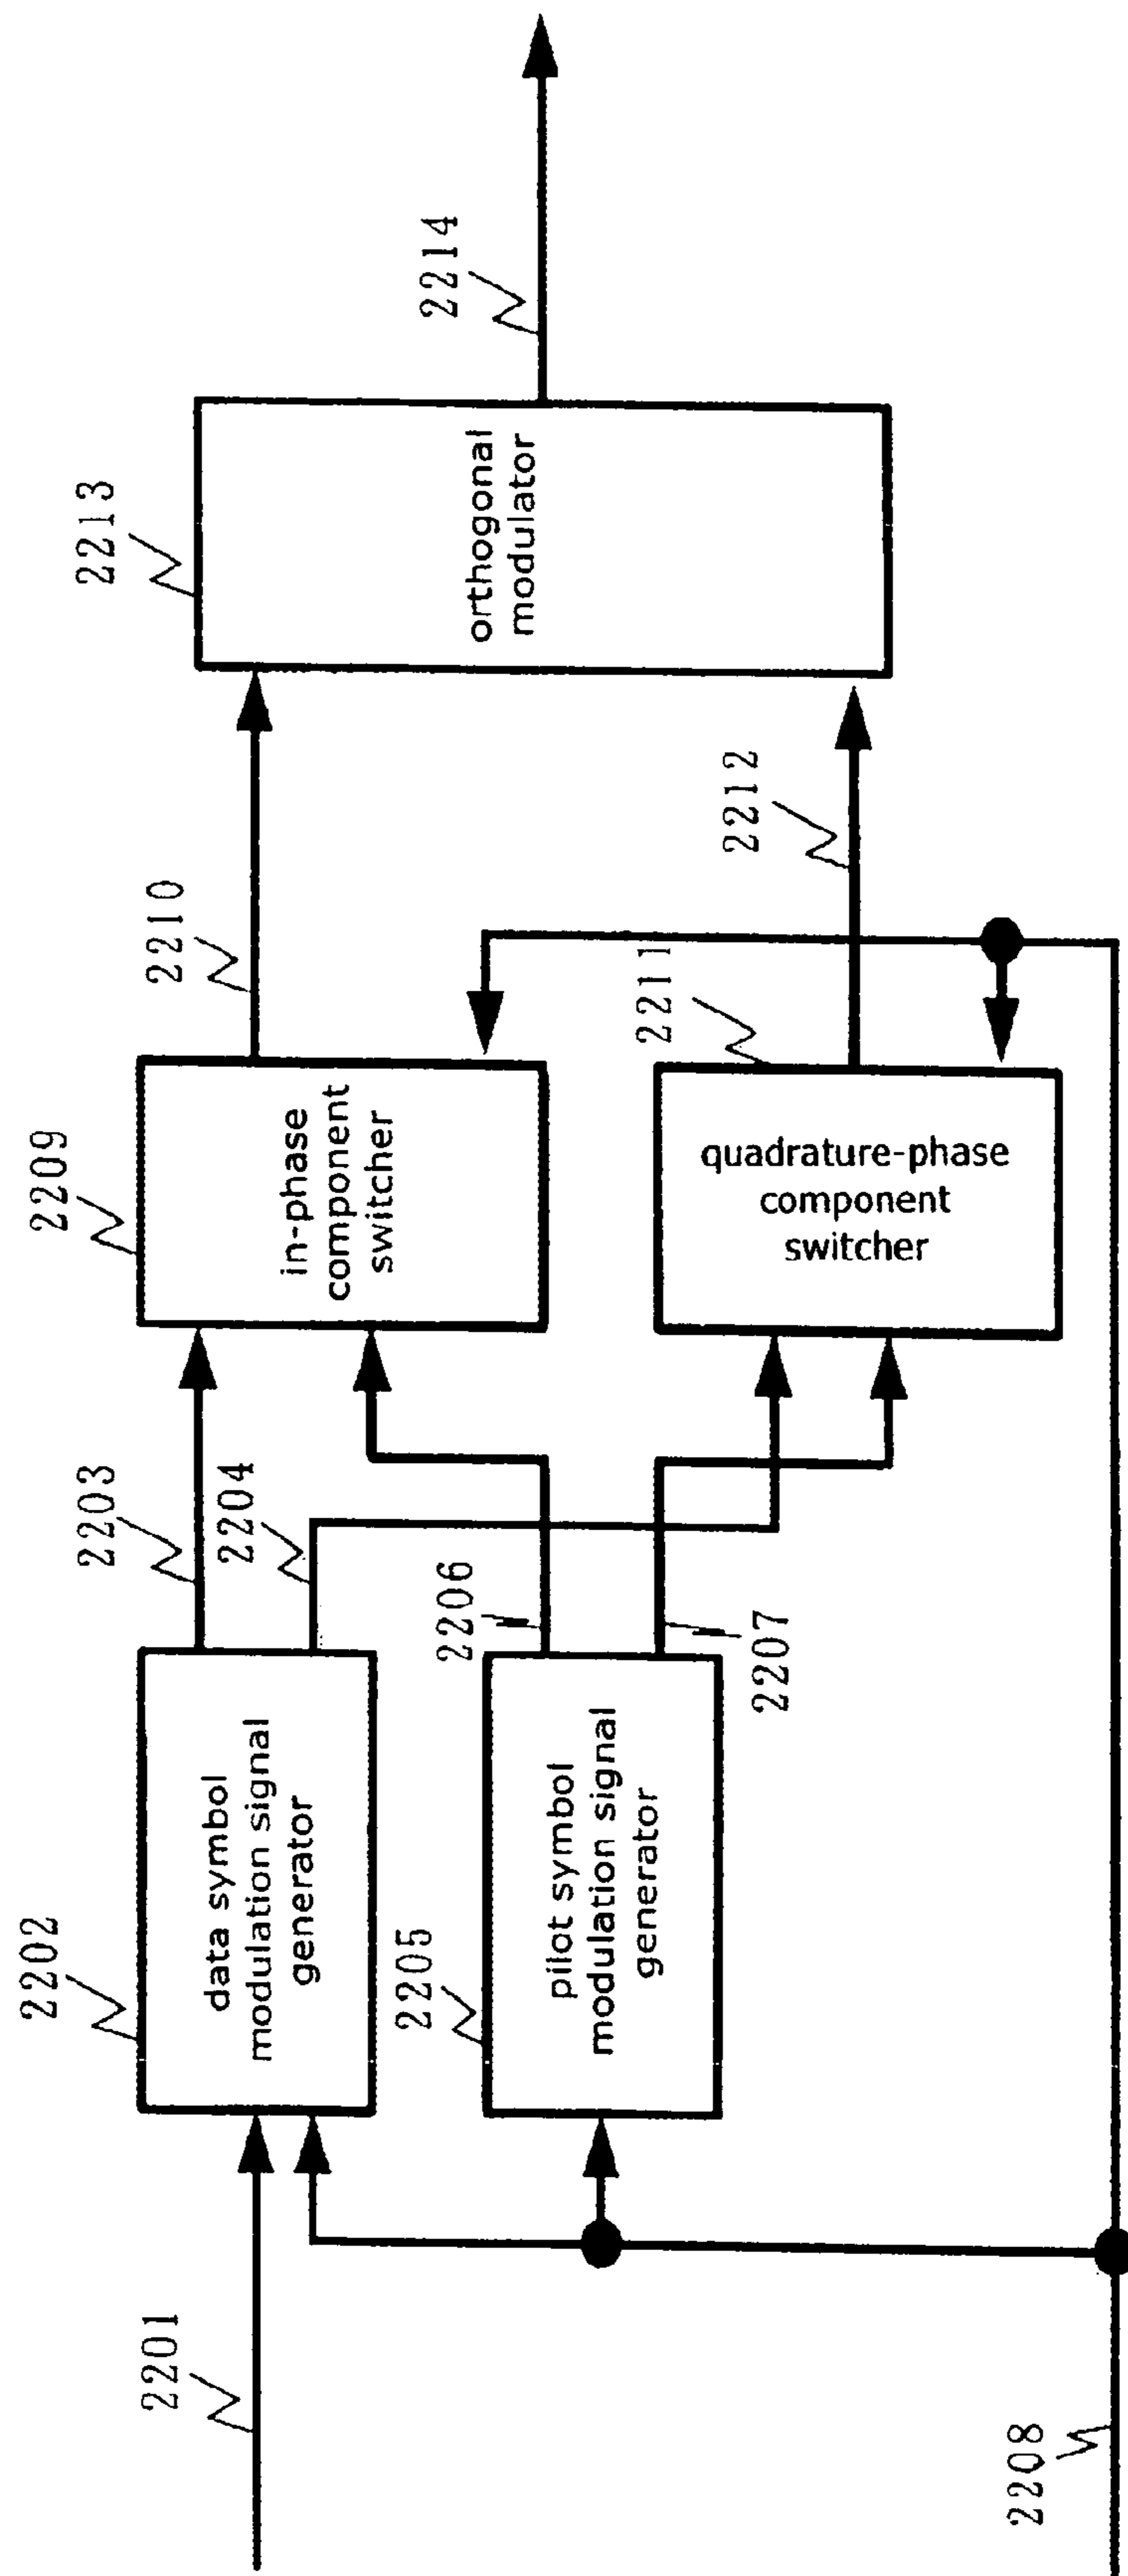 2201
2202
data symbol
modulation signal
generator
2203
2204
2205
pilot symbol
modulation signal
generator
2206
2207
2208
2209
in-phase
component
switcher
2210
2211
quadrature-phase
component
switcher
2212
2213
orthogonal
modulator
2214